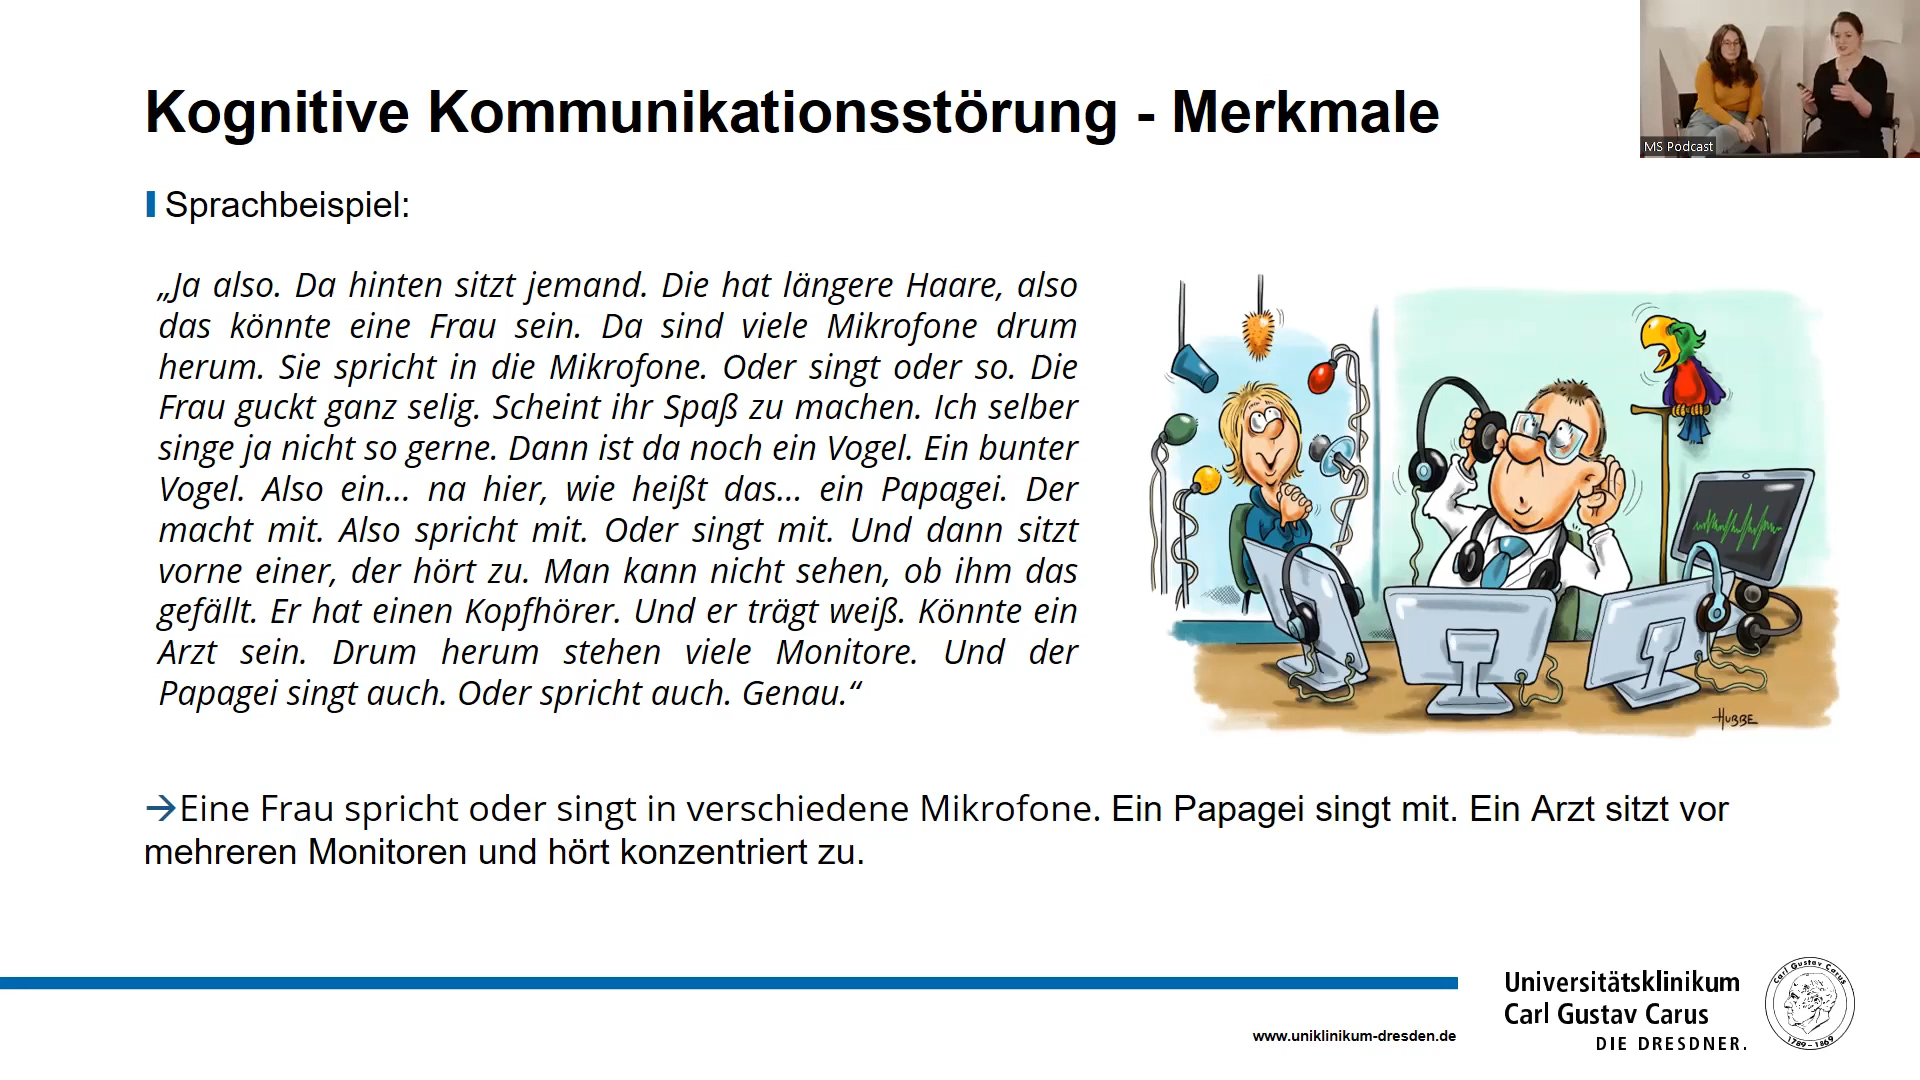 MS Podcast
Kognitive Kommunikationsstörung - Merkmale
Sprachbeispiel:
„Ja also. Da hinten sitzt jemand. Die hat längere Haare, also
das könnte eine Frau sein. Da sind viele Mikrofone drum
herum. Sie spricht in die Mikrofone. Oder singt oder so. Die
Frau guckt ganz selig. Scheint ihr Spaß zu machen. Ich selber
singe ja nicht so gerne. Dann ist da noch ein Vogel. Ein bunter
Vogel. Also ein... na hier, wie heißt das... ein Papagei. Der
macht mit. Also spricht mit. Oder singt mit. Und dann sitzt
vorne einer, der hört zu. Man kann nicht sehen, ob ihm das
gefällt. Er hat einen Kopfhörer. Und er trägt weiß. Könnte ein
Arzt sein. Drum herum stehen viele Monitore. Und der
Papagei singt auch. Oder spricht auch. Genau.“
HUBBE
→Eine Frau spricht oder singt in verschiedene Mikrofone. Ein Papagei singt mit. Ein Arzt sitzt vor
mehreren Monitoren und hört konzentriert zu.
www.uniklinikum-dresden.de
Universitätsklinikum
Carl Gustav Carus
DIE DRESDNER.
Carl Gustav Carus
1789-1869